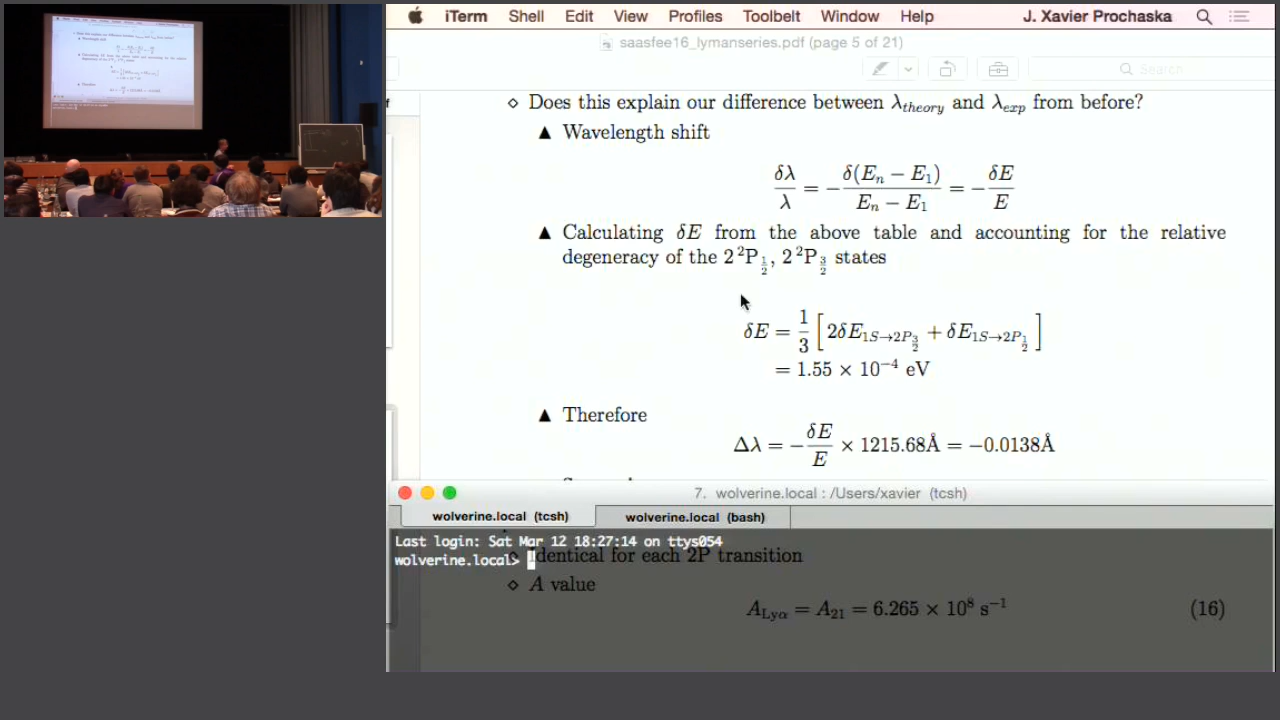 iTerm Shell Edit View Profiles Toolbelt Window Help J. Xavier Prochaska
saasfee16_lymanseries.pdf (page 5 of 21)
Search
⋄ Does this explain our difference between λ_theory and λ_exp from before?
▲ Wavelength shift
δλ/λ = −δ(E_n − E_1)/(E_n − E_1) = −δE/E
▲ Calculating δE from the above table and accounting for the relative
degeneracy of the 2 ²P_1/2, 2 ²P_3/2 states
δE = 1/3 [2δE_1S→2P_3/2 + δE_1S→2P_1/2]
= 1.55 × 10⁻⁴ eV
▲ Therefore
Δλ = −δE/E × 1215.68Å = −0.0138Å
7. wolverine.local : /Users/xavier (tcsh)
wolverine.local (tcsh) wolverine.local (bash)
Last login: Sat Mar 12 18:27:14 on ttys054
wolverine.local>
⋄ Identical for each 2P transition
⋄ A value
A_Lyα = A_21 = 6.265 × 10⁸ s⁻¹ (16)